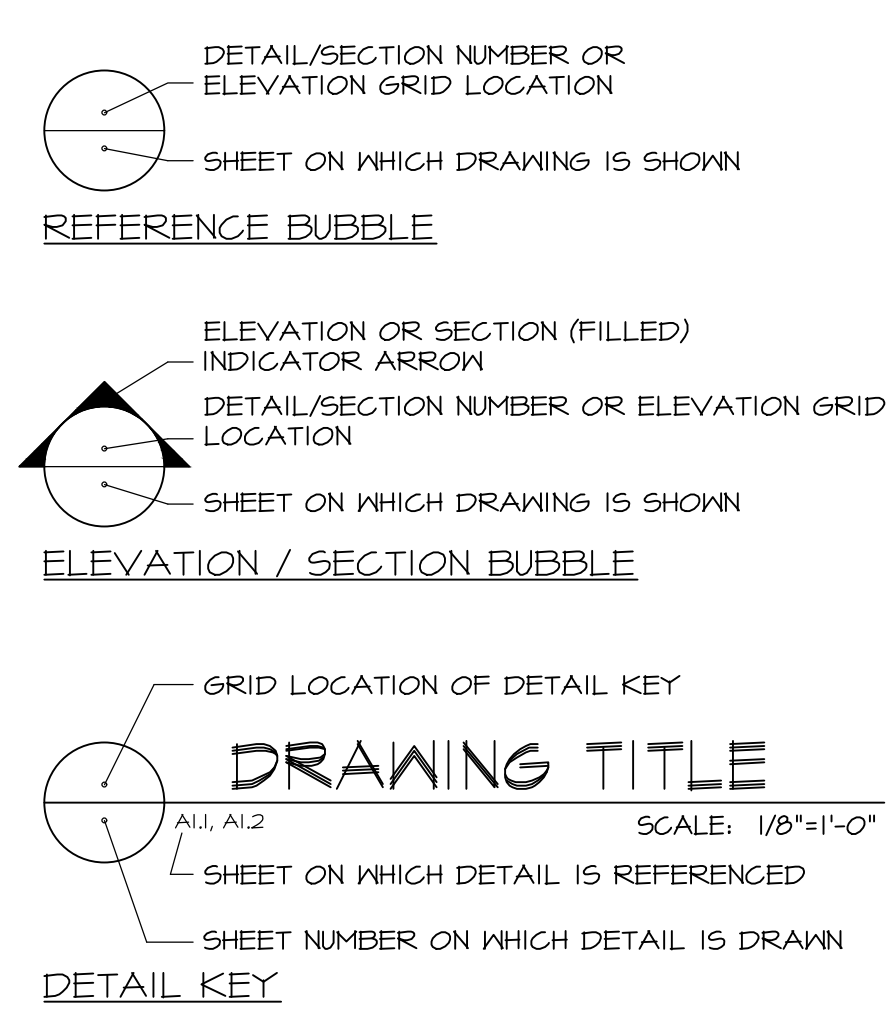 DETAIL/SECTION NUMBER OR
ELEVATION GRID LOCATION
SHEET ON WHICH DRAWING IS SHOWN
REFERENCE BUBBLE
ELEVATION OR SECTION (FILLED)
INDICATOR ARROW
DETAIL/SECTION NUMBER OR ELEVATION GRID
LOCATION
SHEET ON WHICH DRAWING IS SHOWN
ELEVATION / SECTION BUBBLE
GRID LOCATION OF DETAIL KEY
DRAWING TITLE
A1.1, A1.2
SCALE: 1/8"=1'-0"
SHEET ON WHICH DETAIL IS REFERENCED
SHEET NUMBER ON WHICH DETAIL IS DRAWN
DETAIL KEY